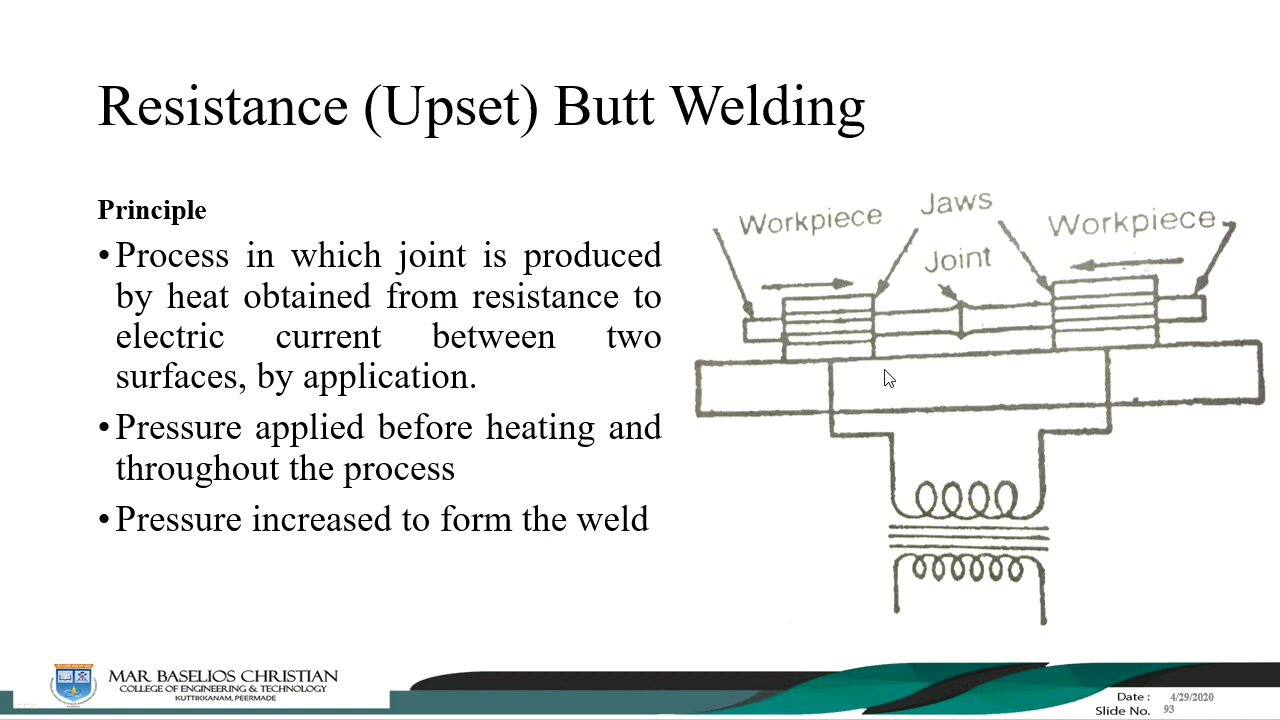 Resistance (Upset) Butt Welding
Principle
•Process in which joint is produced
by heat obtained from resistance to
electric current between two
surfaces, by application.
•Pressure applied before heating and
throughout the process
•Pressure increased to form the weld
Workpiece
Jaws
Workpiece
Joint
MAR BASELIOS CHRISTIAN
COLLEGE OF ENGINEERING & TECHNOLOGY
KUTTIKKANAM, PEERMADE
Date : 4/29/2020
Slide No. 93